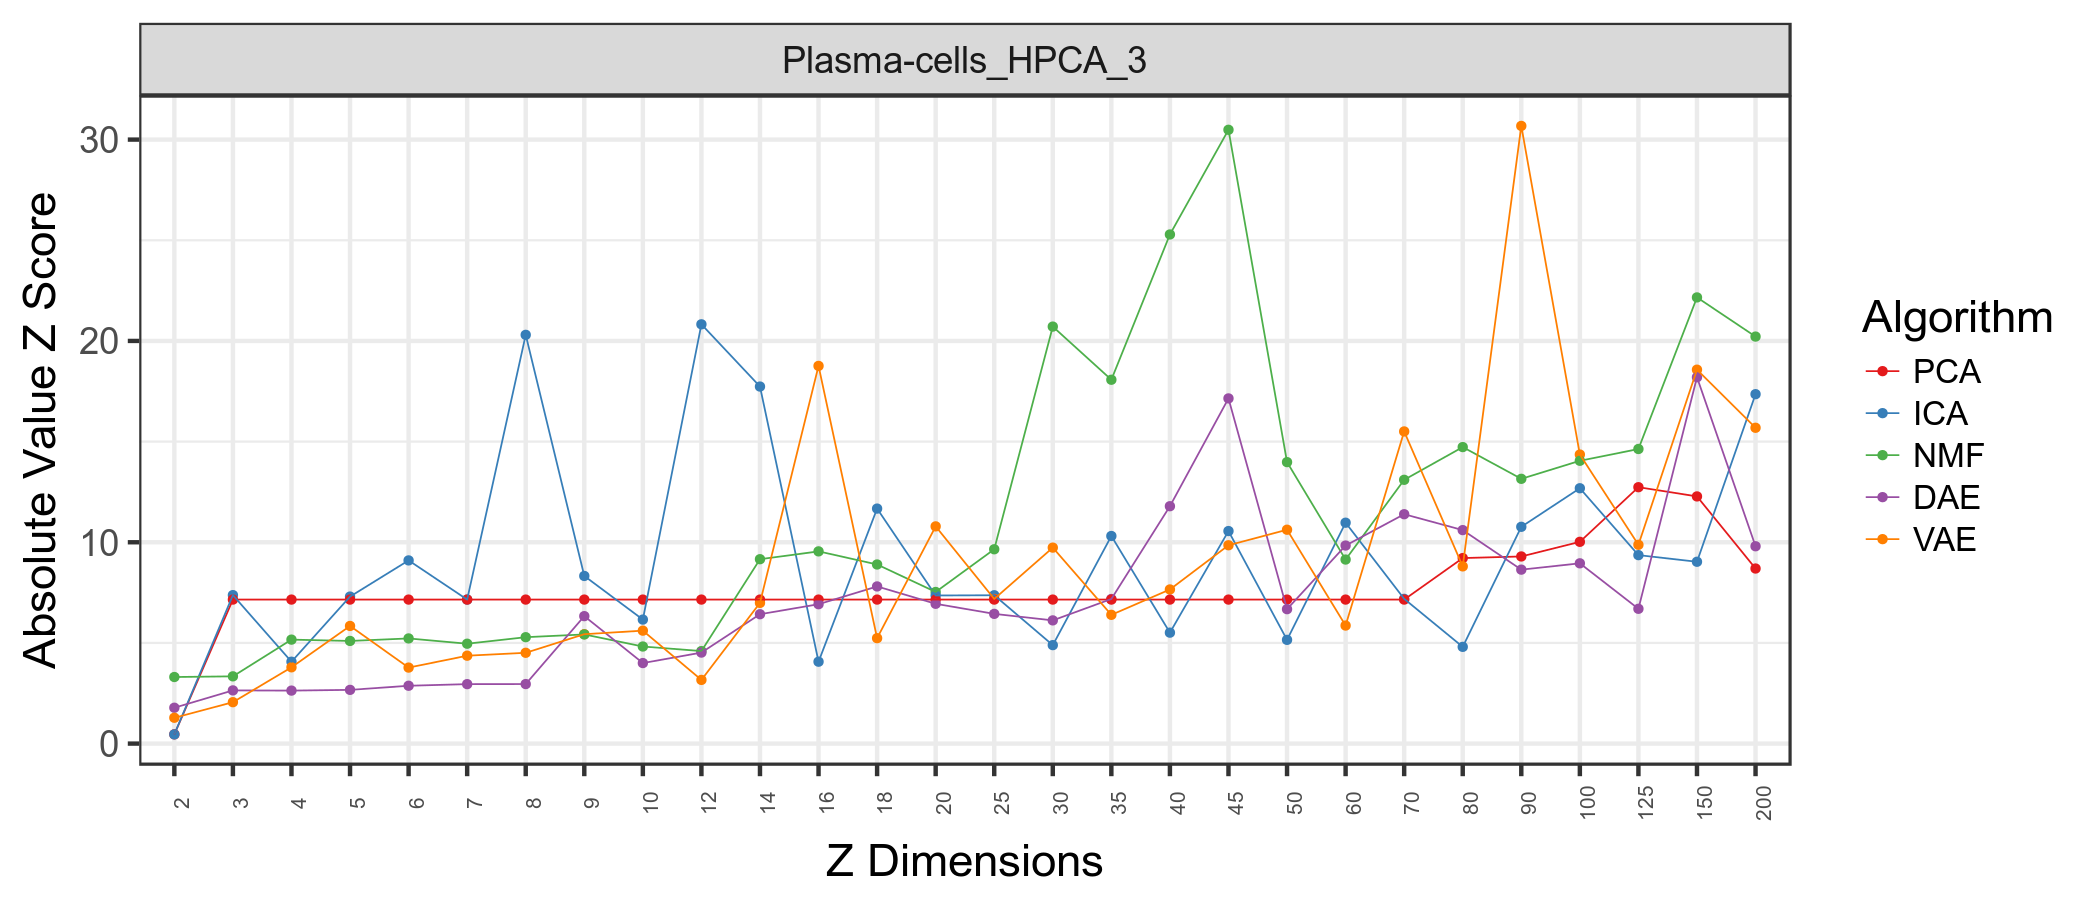 Plasma-cells_HPCA_3
Absolute Value Z Score
30
20
10
0
2 3 4 5 6 7 8 9 10 12 14 16 18 20 25 30 35 40 45 50 60 70 80 90 100 125 150 200
Z Dimensions
Algorithm
PCA
ICA
NMF
DAE
VAE